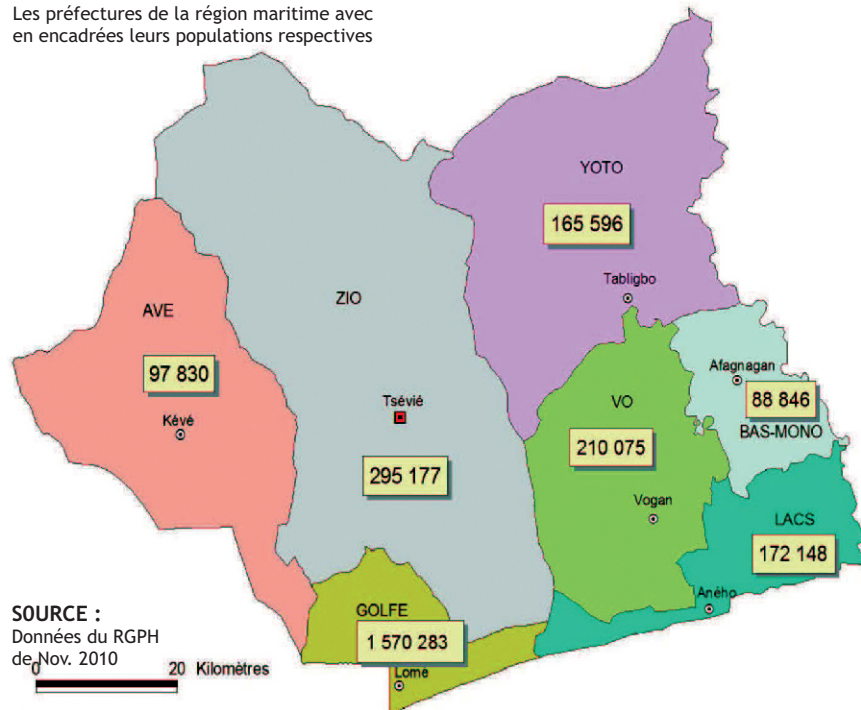 Les préfectures de la région maritime avec
en encadrées leurs populations respectives
YOTO
165 596
Tabligbo
ZIO
AVE
97 830
Kévé
Tsévié
295 177
Afagnagan
88 846
BAS-MONO
VO
210 075
Vogan
LACS
172 148
Aného
GOLFE
1 570 283
Lomé
SOURCE :
Données du RGPH
de Nov. 2010
0 20 Kilomètres